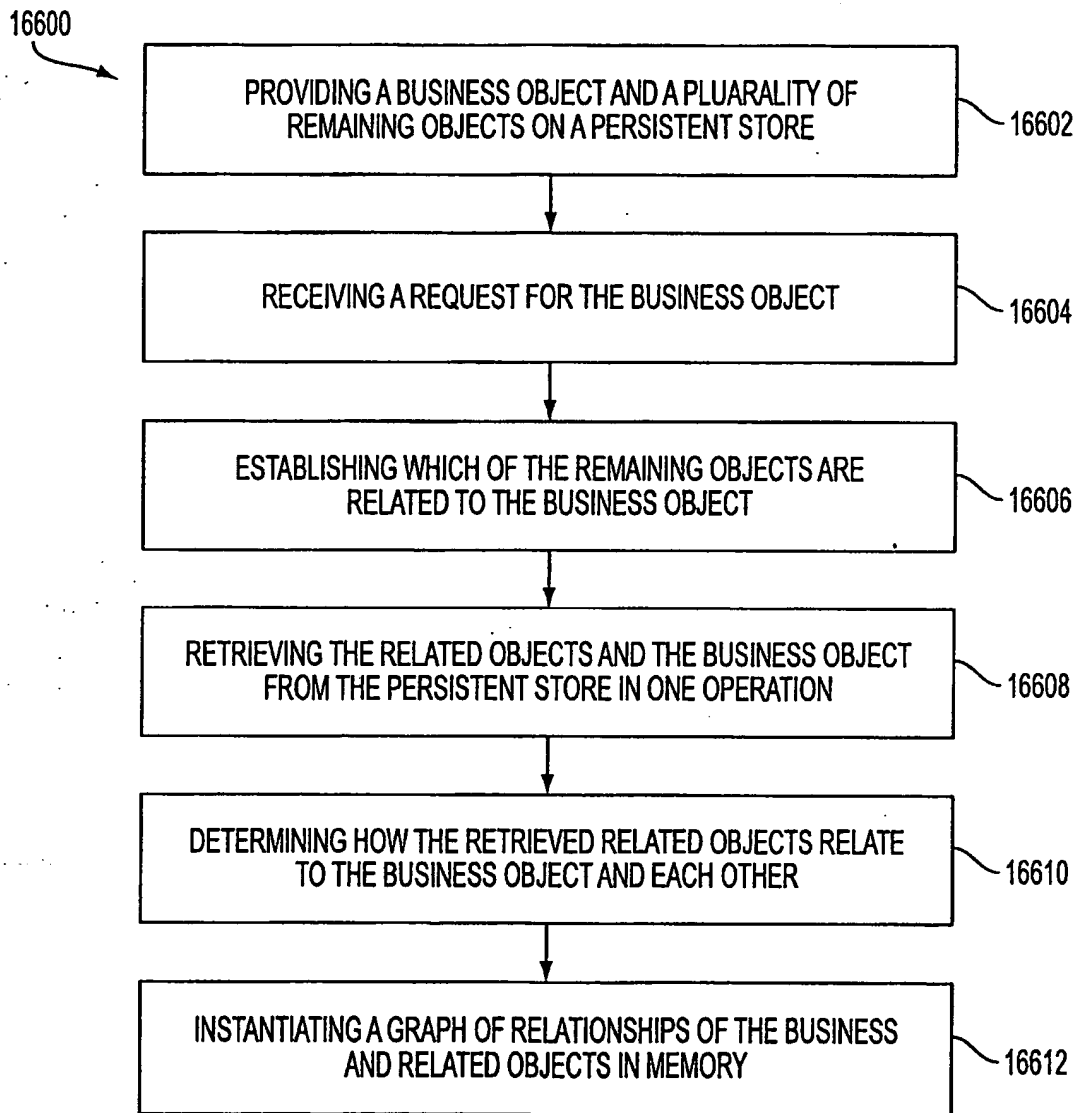 16600
PROVIDING A BUSINESS OBJECT AND A PLUARALITY OF
REMAINING OBJECTS ON A PERSISTENT STORE
16602
RECEIVING A REQUEST FOR THE BUSINESS OBJECT
16604
ESTABLISHING WHICH OF THE REMAINING OBJECTS ARE
RELATED TO THE BUSINESS OBJECT
16606
RETRIEVING THE RELATED OBJECTS AND THE BUSINESS OBJECT
FROM THE PERSISTENT STORE IN ONE OPERATION
16608
DETERMINING HOW THE RETRIEVED RELATED OBJECTS RELATE
TO THE BUSINESS OBJECT AND EACH OTHER
16610
INSTANTIATING A GRAPH OF RELATIONSHIPS OF THE BUSINESS
AND RELATED OBJECTS IN MEMORY
16612